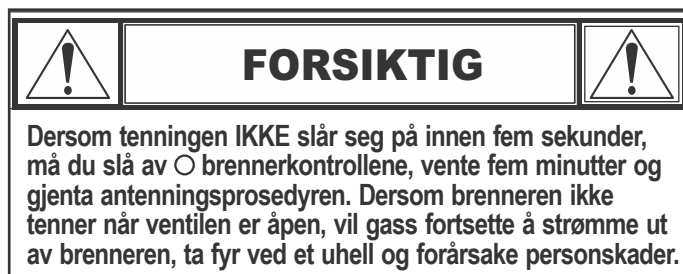 FORSIKTIG
Dersom tenningen IKKE slår seg på innen fem sekunder,
må du slå av ○ brennerkontrollene, vente fem minutter og
gjenta antenningsprosedyren. Dersom brenneren ikke
tenner når ventilen er åpen, vil gass fortsette å strømme ut
av brenneren, ta fyr ved et uhell og forårsake personskader.